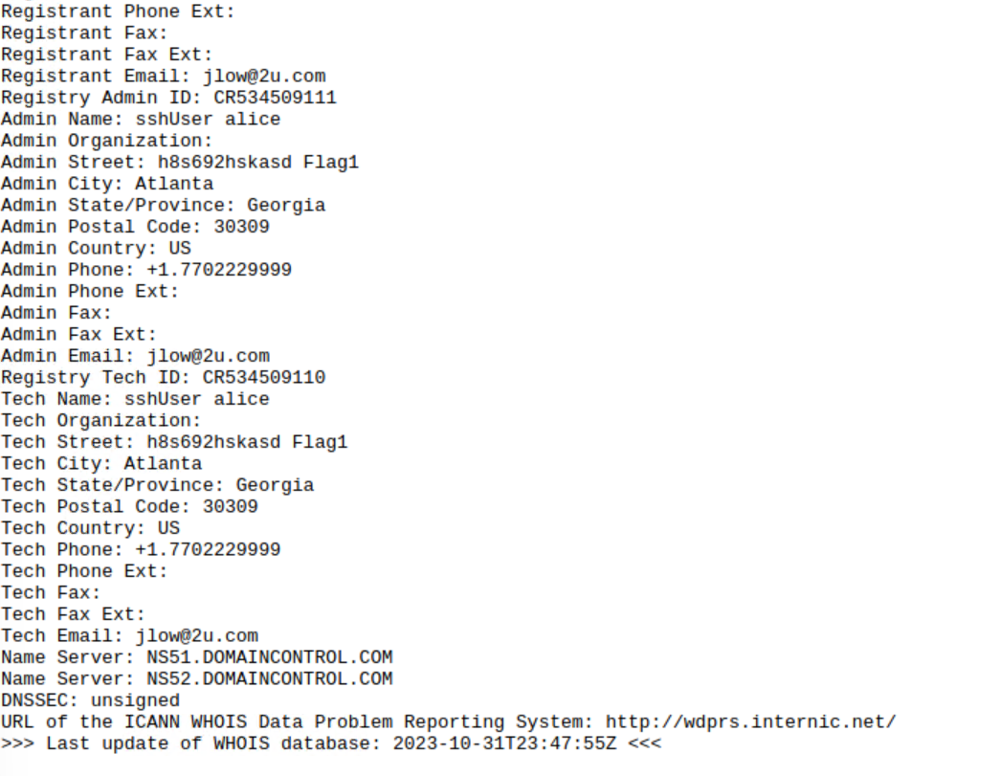 Registrant Phone Ext:
Registrant Fax:
Registrant Fax Ext:
Registrant Email: jlow@2u.com
Registry Admin ID: CR534509111
Admin Name: sshUser alice
Admin Organization:
Admin Street: h8s692hskasd Flag1
Admin City: Atlanta
Admin State/Province: Georgia
Admin Postal Code: 30309
Admin Country: US
Admin Phone: +1.7702229999
Admin Phone Ext:
Admin Fax:
Admin Fax Ext:
Admin Email: jlow@2u.com
Registry Tech ID: CR534509110
Tech Name: sshUser alice
Tech Organization:
Tech Street: h8s692hskasd Flag1
Tech City: Atlanta
Tech State/Province: Georgia
Tech Postal Code: 30309
Tech Country: US
Tech Phone: +1.7702229999
Tech Phone Ext:
Tech Fax:
Tech Fax Ext:
Tech Email: jlow@2u.com
Name Server: NS51.DOMAINCONTROL.COM
Name Server: NS52.DOMAINCONTROL.COM
DNSSEC: unsigned
URL of the ICANN WHOIS Data Problem Reporting System: http://wdprs.internic.net/
>>> Last update of WHOIS database: 2023-10-31T23:47:55Z <<<